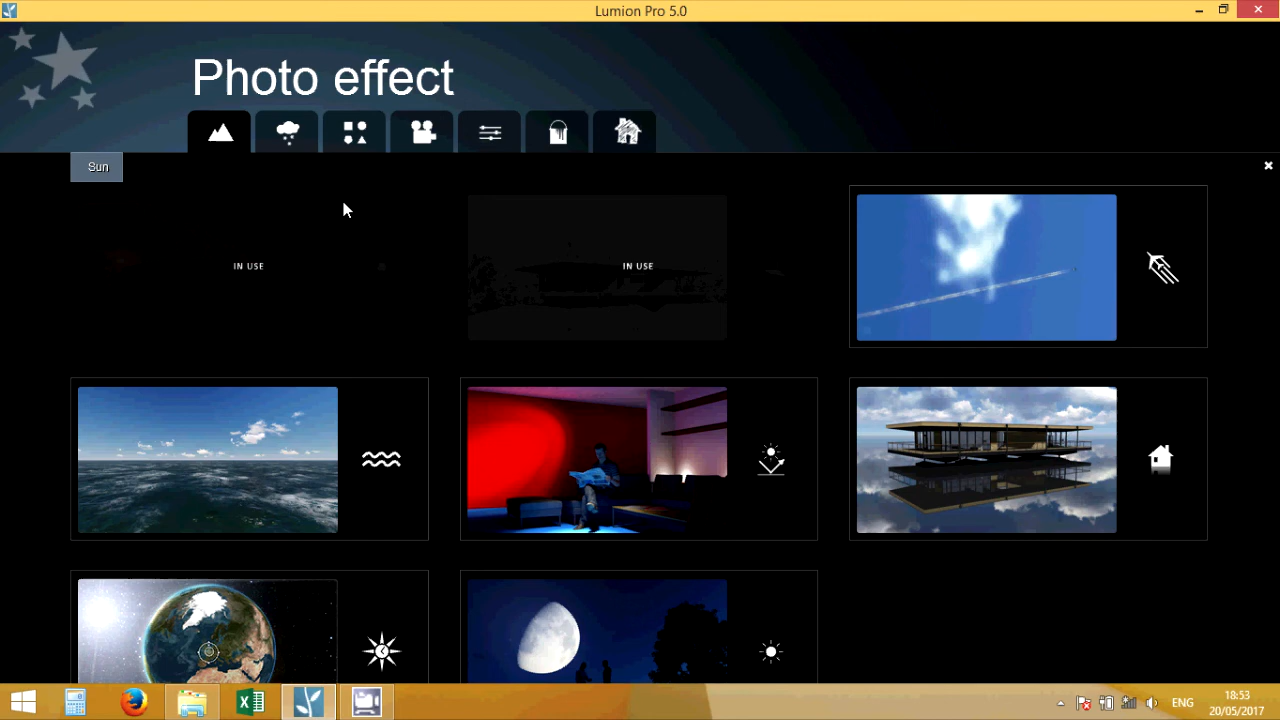 Lumion Pro 5.0
Photo effect
Sun
IN USE
IN USE
ENG
18:53
20/05/2017